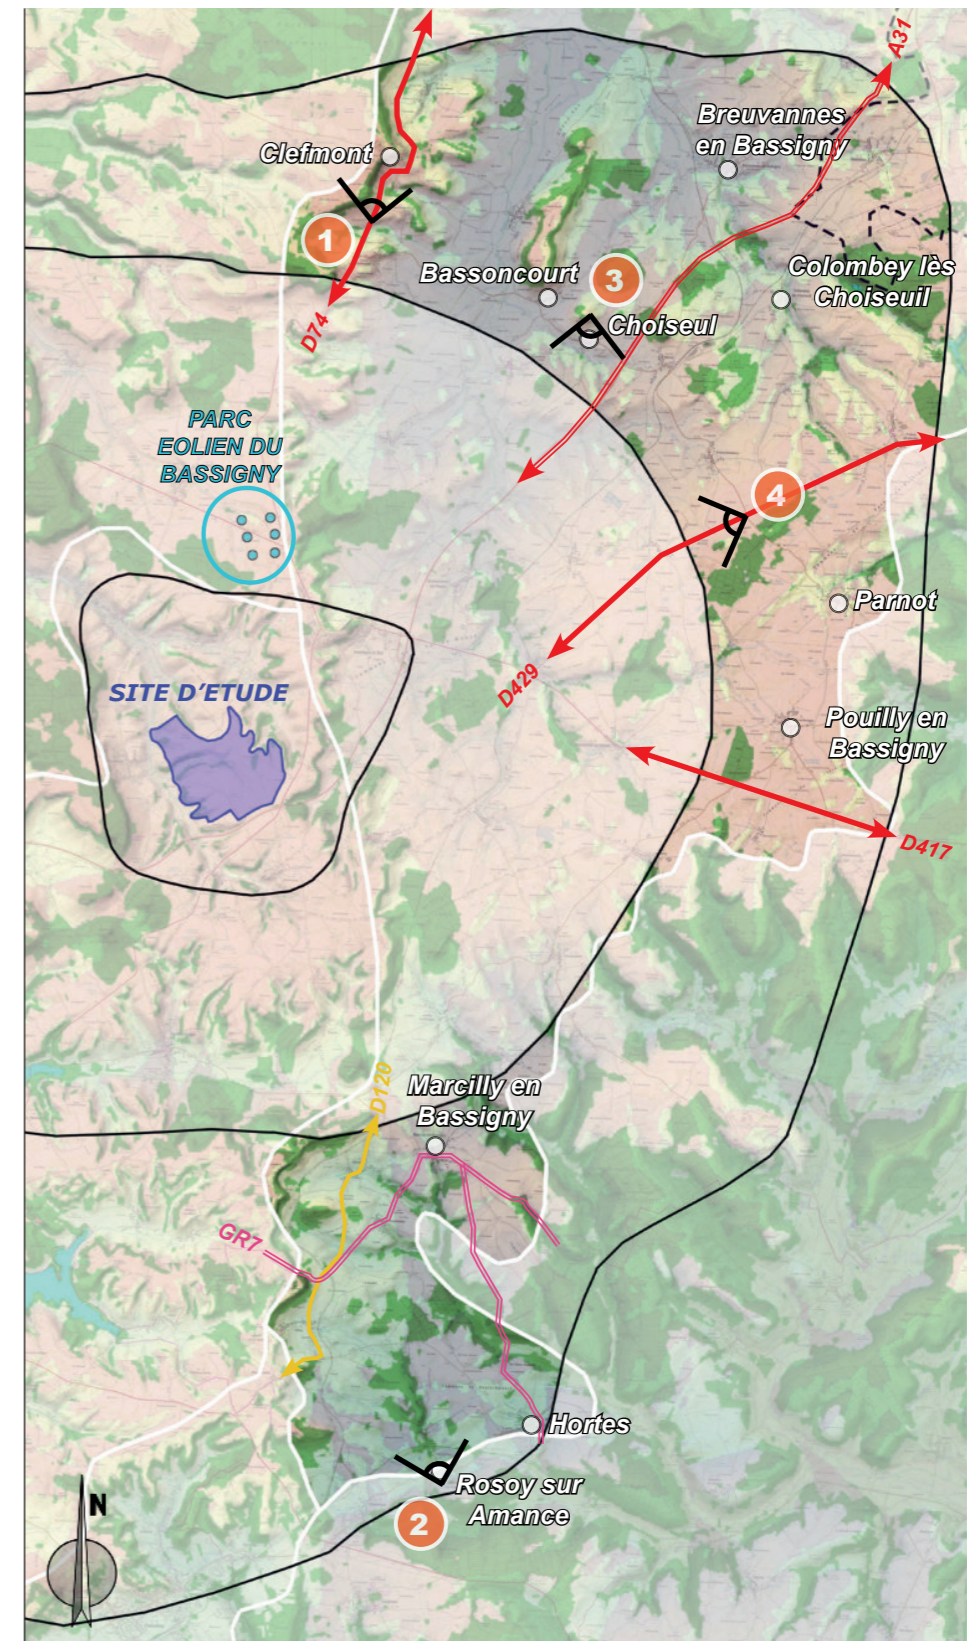 A31
Breuvannes
en Bassigny
Clefmont
1
Bassoncourt
3
Colombey lès
Choiseuil
Choiseul
D74
PARC
EOLIEN DU
BASSIGNY
4
Parnot
SITE D'ETUDE
D429
Pouilly en
Bassigny
D417
D120
Marcilly en
Bassigny
GR7
Hortes
Rosoy sur
Amance
N
2